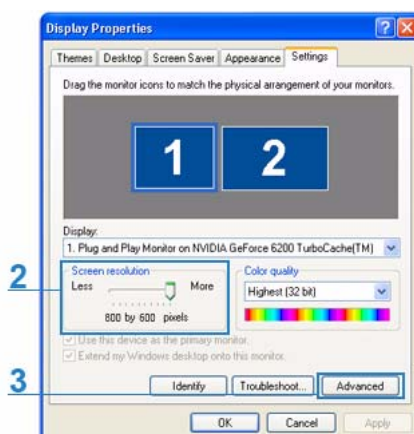 Display Properties
Themes Desktop Screen Saver Appearance Settings
Drag the monitor icons to match the physical arrangement of your monitors.
1 2
Display:
1. Plug and Play Monitor on NVIDIA GeForce 6200 TurboCache(TM)
2
Screen resolution
Less More
800 by 600 pixels
Color quality
Highest (32 bit)
Use this device as the primary monitor.
Extend my Windows desktop onto this monitor.
3
Identify Troubleshoot... Advanced
OK Cancel Apply